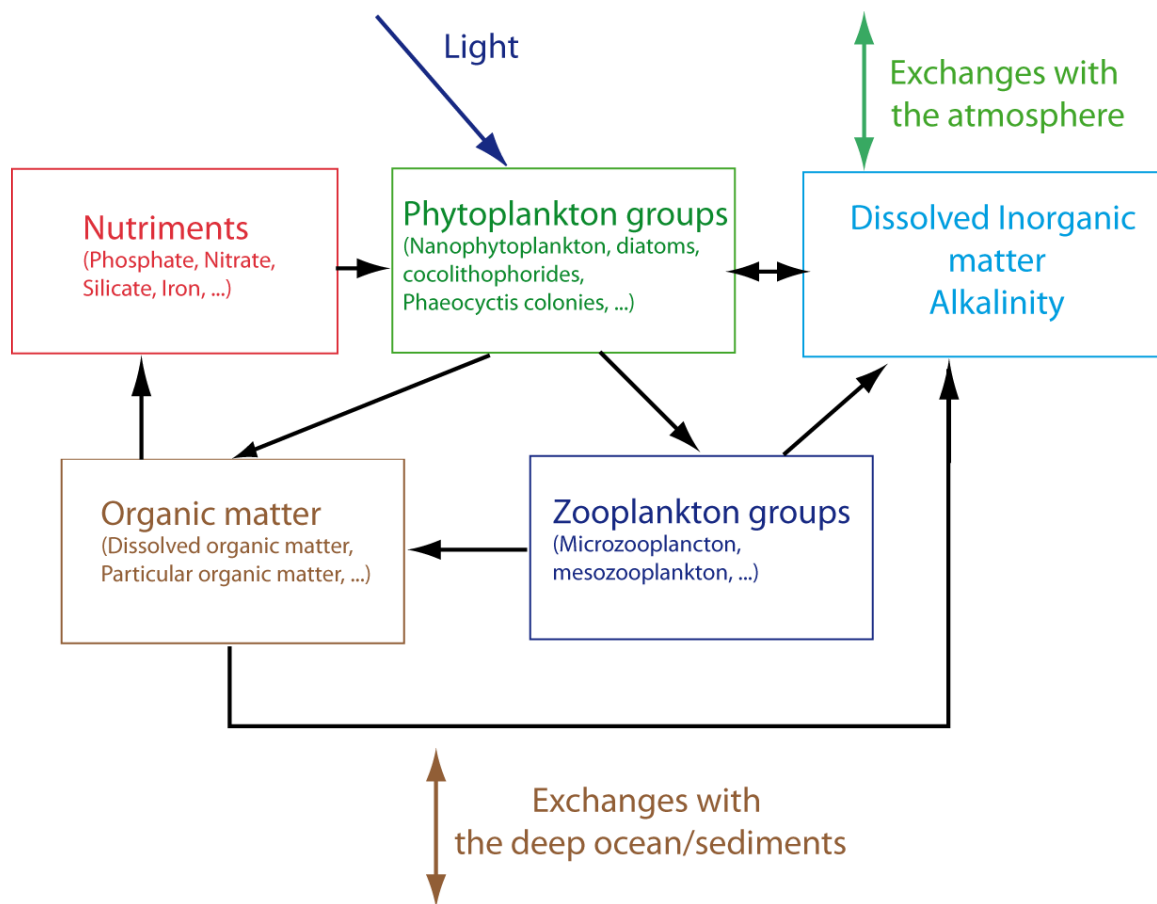 Light
Exchanges with
the atmosphere
Nutriments
(Phosphate, Nitrate,
Silicate, Iron, ...)
Phytoplankton groups
(Nanophytoplankton, diatoms,
cocolithophorides,
Phaeocyctis colonies, ...)
Dissolved Inorganic
matter
Alkalinity
Organic matter
(Dissolved organic matter,
Particular organic matter, ...)
Zooplankton groups
(Microzooplancton,
mesozooplankton, ...)
Exchanges with
the deep ocean/sediments